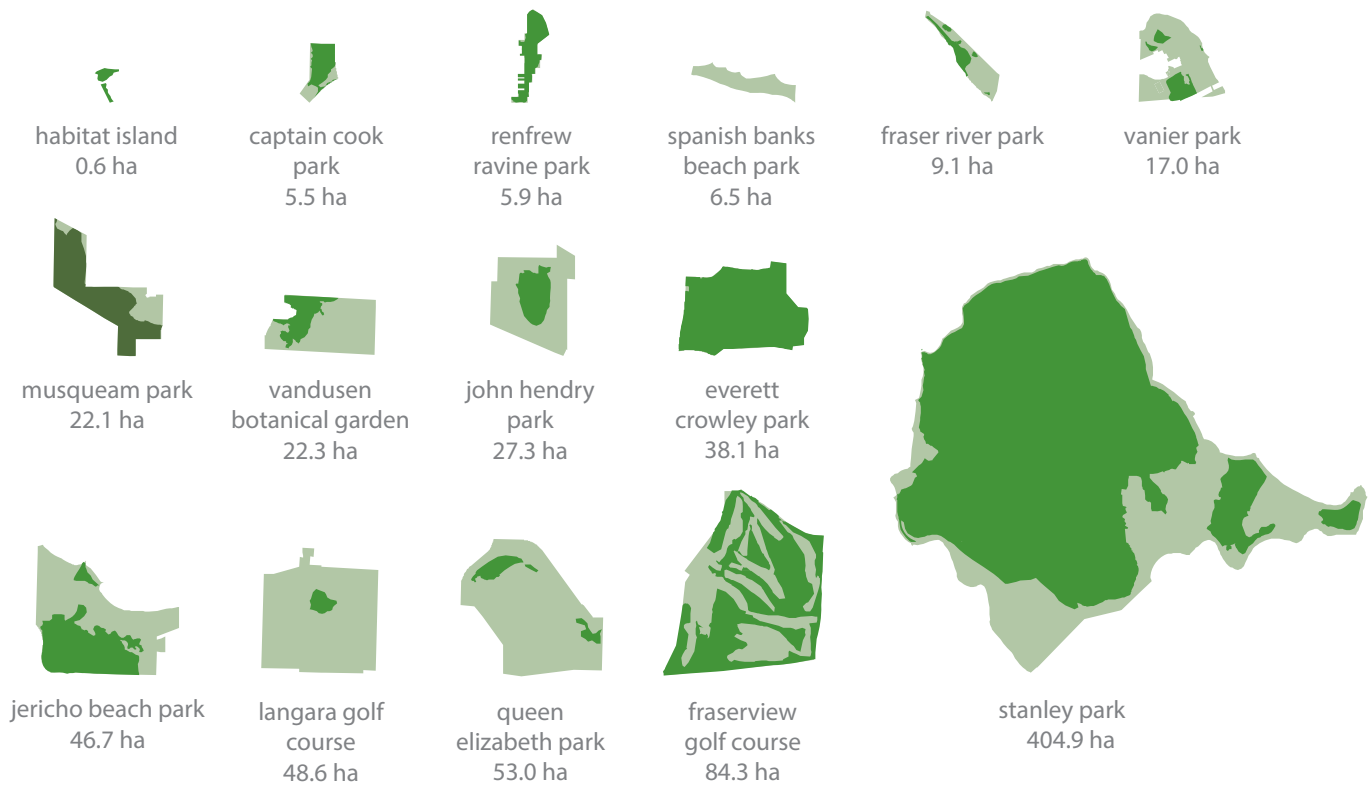 habitat island
0.6 ha
captain cook
park
5.5 ha
renfrew
ravine park
5.9 ha
spanish banks
beach park
6.5 ha
fraser river park
9.1 ha
vanier park
17.0 ha
musqueam park
22.1 ha
vandusen
botanical garden
22.3 ha
john hendry
park
27.3 ha
everett
crowley park
38.1 ha
jericho beach park
46.7 ha
langara golf
course
48.6 ha
queen
elizabeth park
53.0 ha
fraserview
golf course
84.3 ha
stanley park
404.9 ha